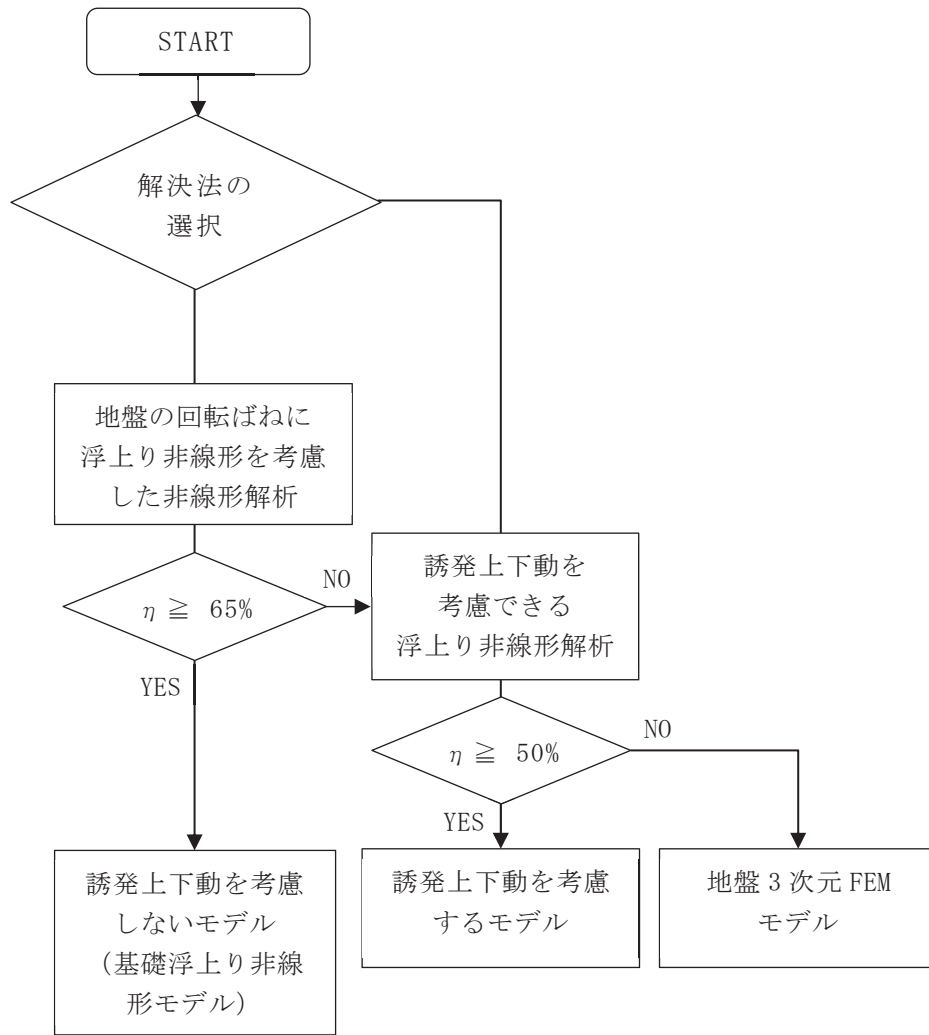 START
解決法の
選択
地盤の回転ばねに
浮上り非線形を考慮
した非線形解析
η ≧ 65%
NO
YES
誘発上下動を
考慮できる
浮上り非線形解析
η ≧ 50%
NO
YES
誘発上下動を考慮
しないモデル
（基礎浮上り非線
形モデル）
誘発上下動を考慮
するモデル
地盤 3 次元 FEM
モデル